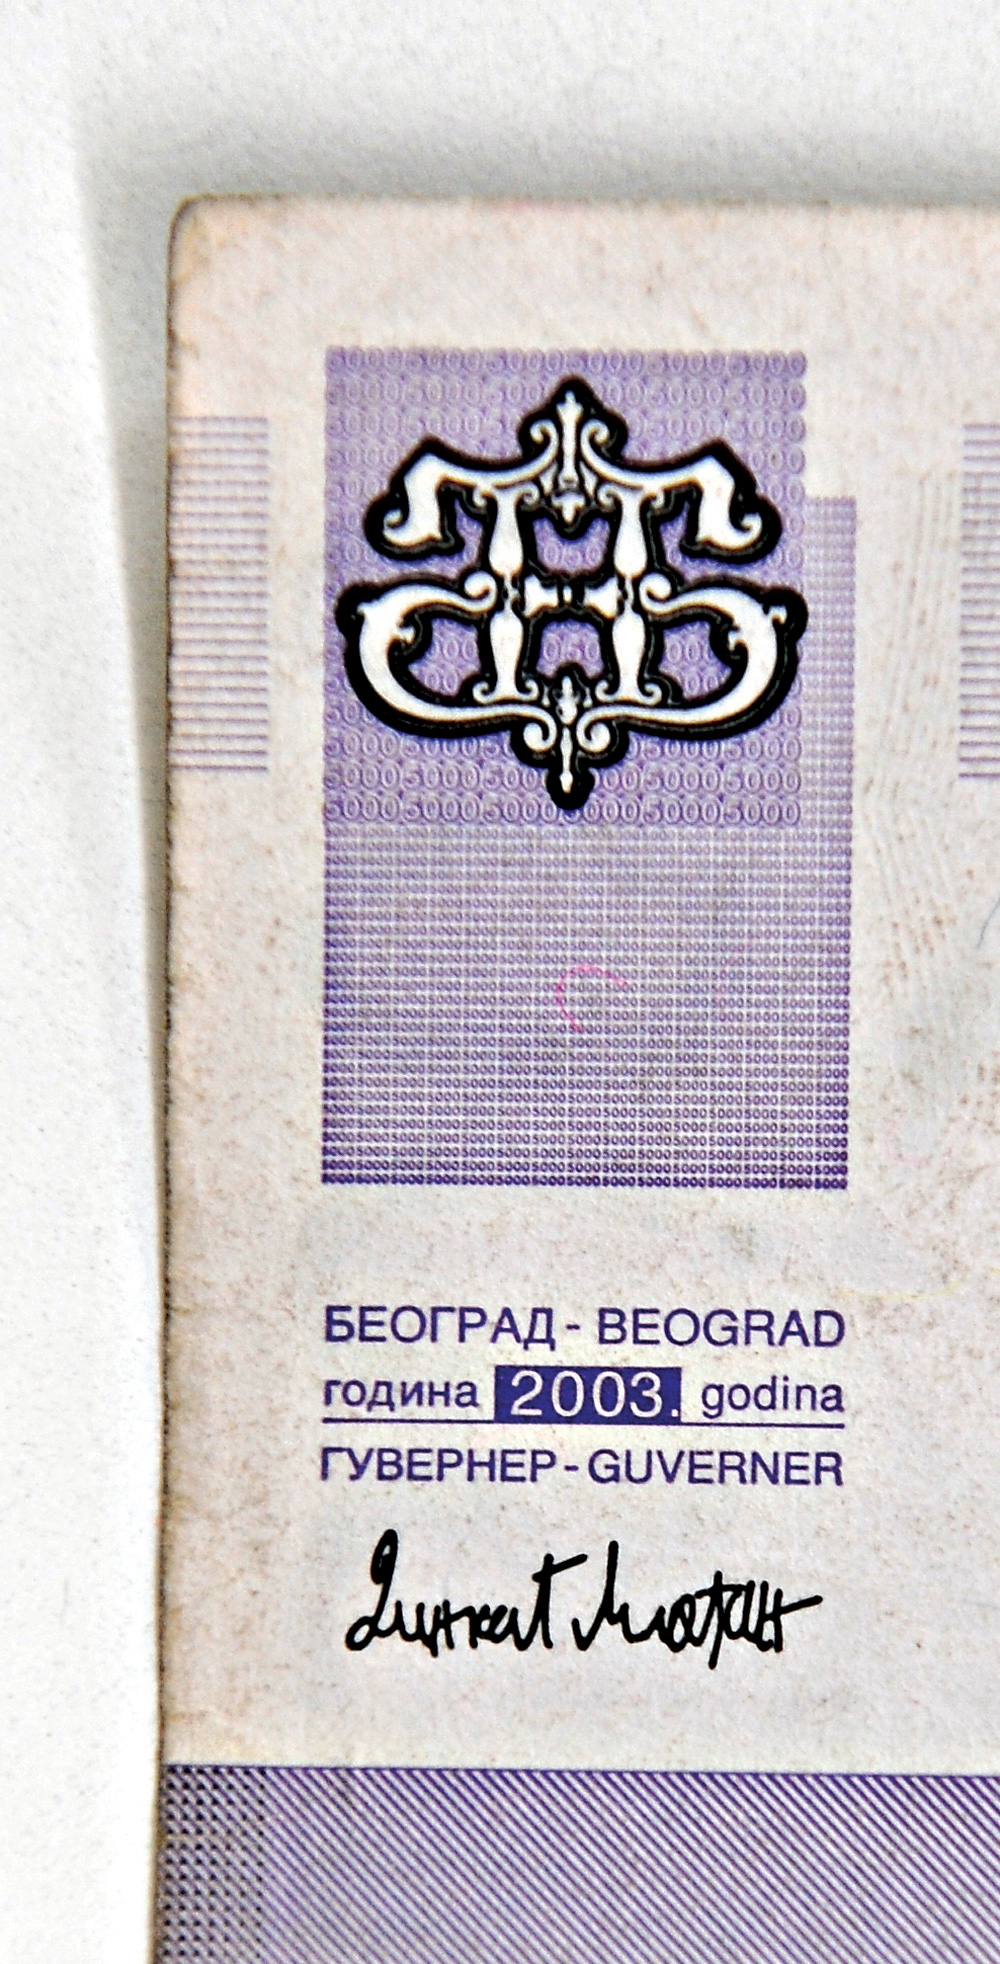 БЕОГРАД - BEOGRAD
година 2003. godina
ГУВЕРНЕР - GUVERNER